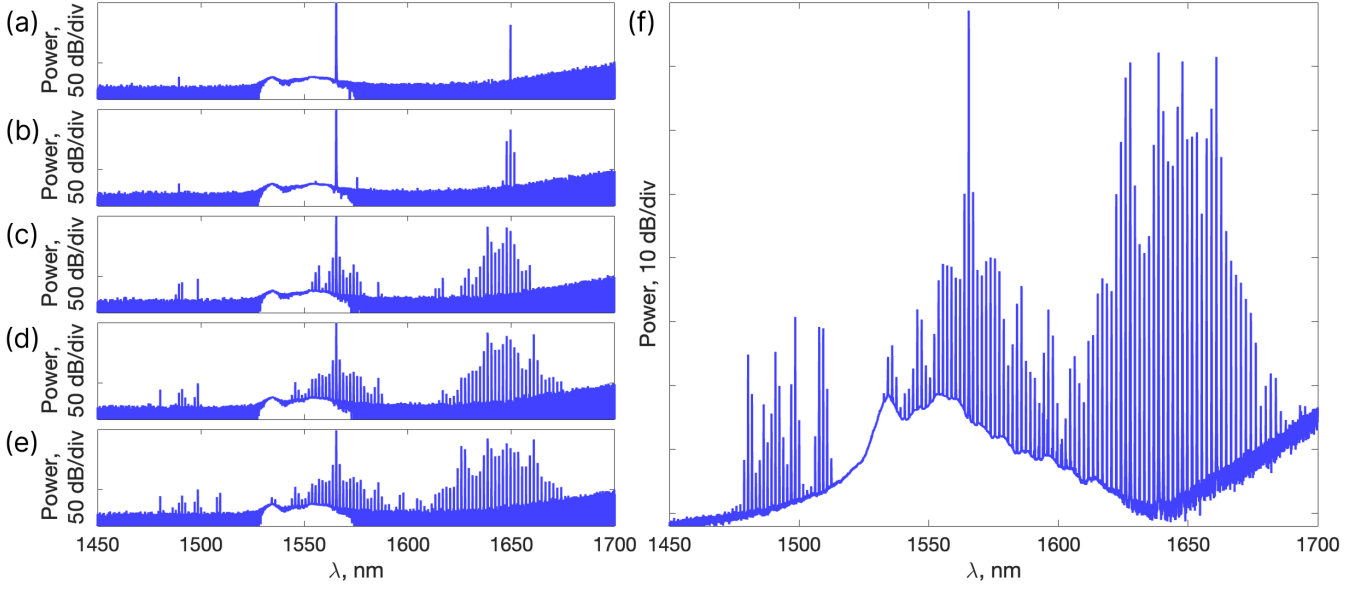 (a)
Power,
50 dB/div
(b)
Power,
50 dB/div
(c)
Power,
50 dB/div
(d)
Power,
50 dB/div
(e)
Power,
50 dB/div
1450 1500 1550 1600 1650 1700
λ, nm
(f)
Power, 10 dB/div
1450 1500 1550 1600 1650 1700
λ, nm